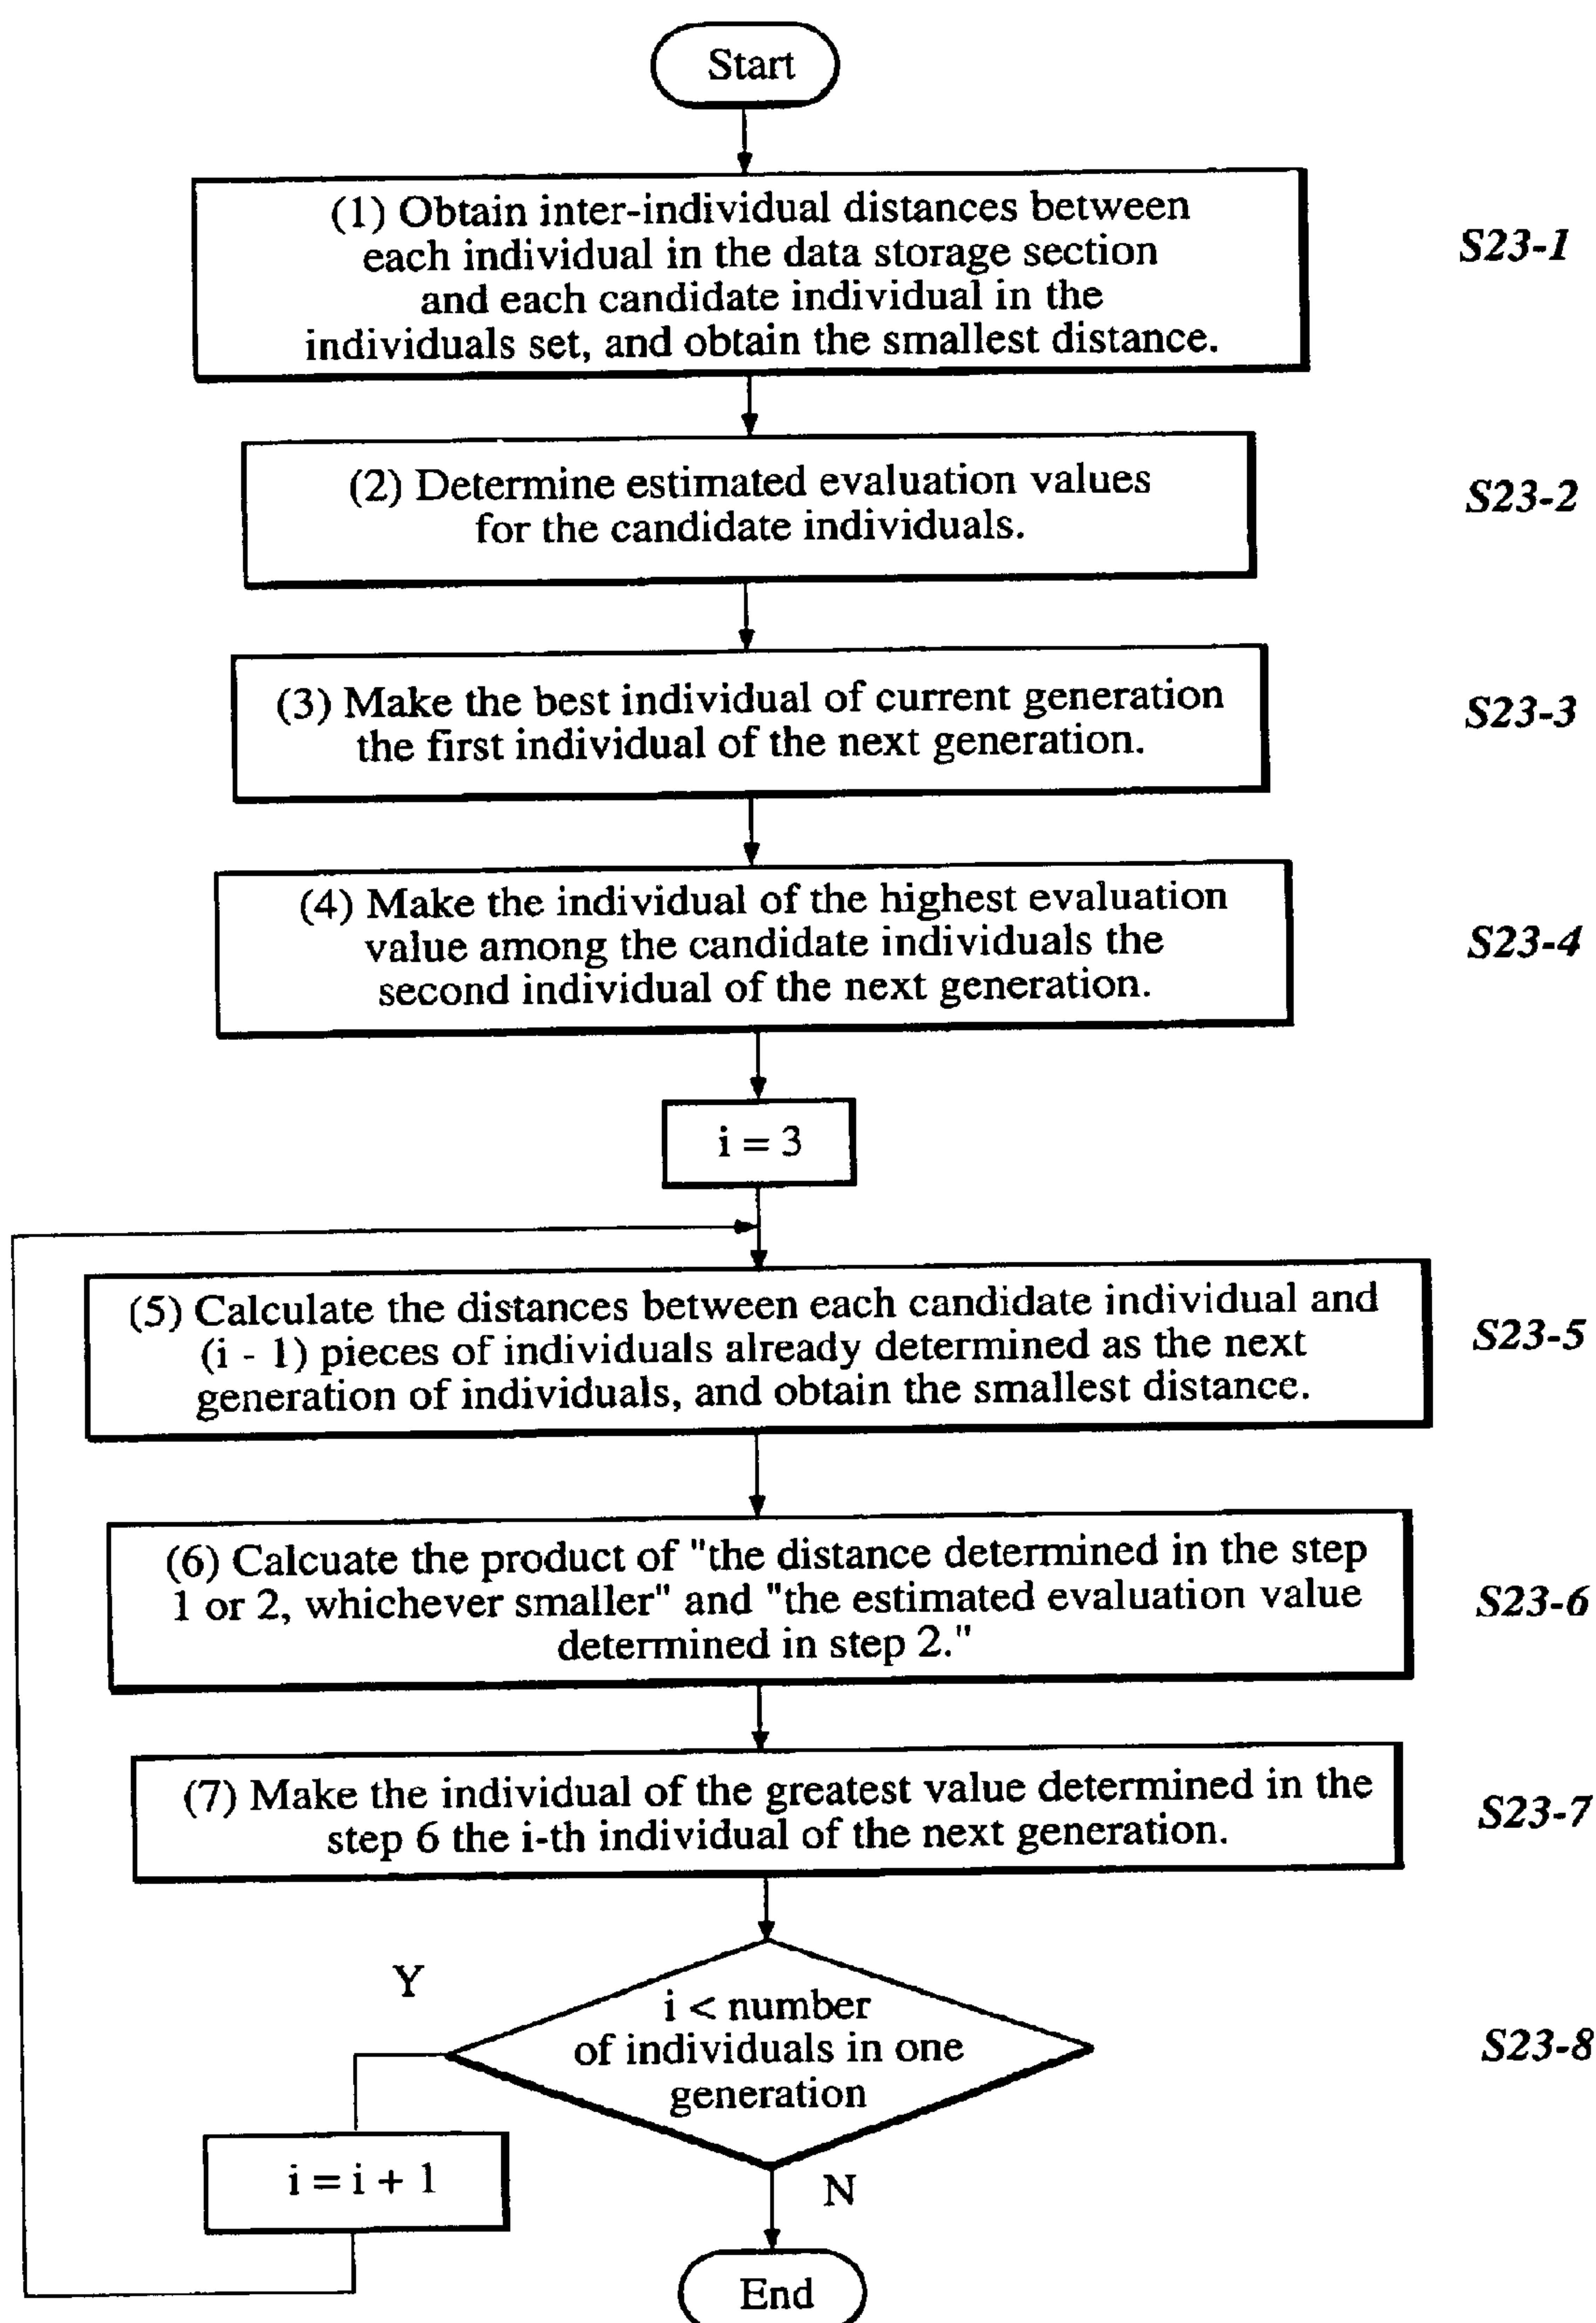 Start
(1) Obtain inter-individual distances between
each individual in the data storage section
and each candidate individual in the
individuals set, and obtain the smallest distance.
S23-1
(2) Determine estimated evaluation values
for the candidate individuals.
S23-2
(3) Make the best individual of current generation
the first individual of the next generation.
S23-3
(4) Make the individual of the highest evaluation
value among the candidate individuals the
second individual of the next generation.
S23-4
i = 3
(5) Calculate the distances between each candidate individual and
(i - 1) pieces of individuals already determined as the next
generation of individuals, and obtain the smallest distance.
S23-5
(6) Calcuate the product of "the distance determined in the step
1 or 2, whichever smaller" and "the estimated evaluation value
determined in step 2."
S23-6
(7) Make the individual of the greatest value determined in the
step 6 the i-th individual of the next generation.
S23-7
Y
i < number
of individuals in one
generation
S23-8
i = i + 1
N
End